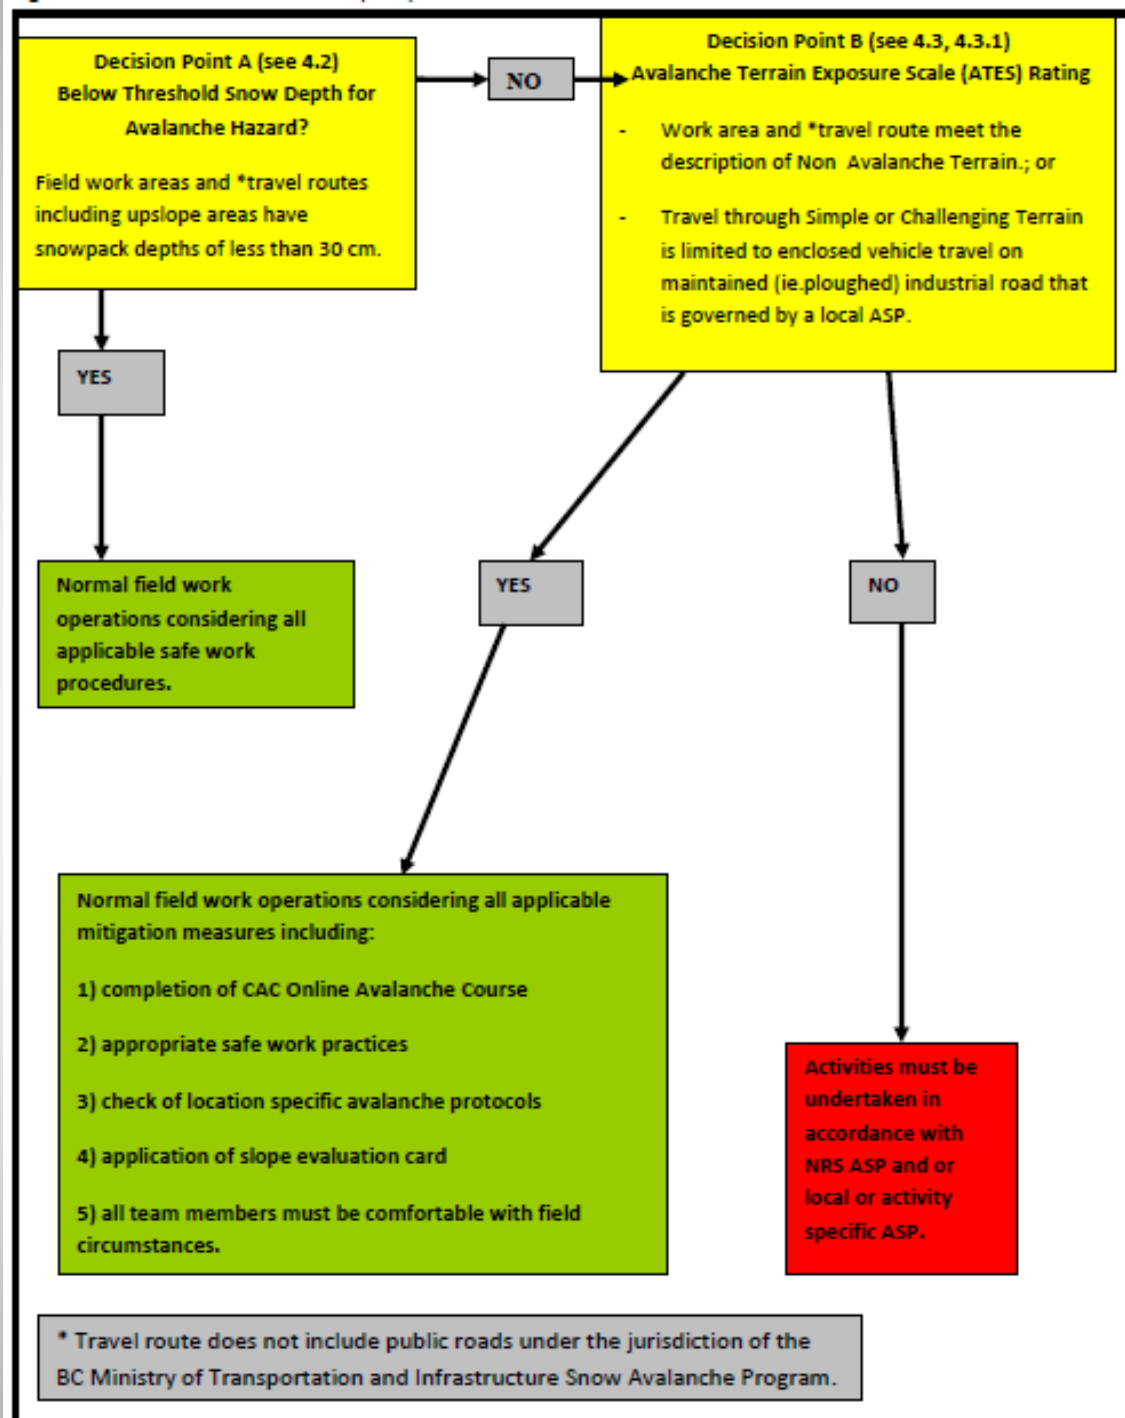 Decision Point A (see 4.2)
Below Threshold Snow Depth for
Avalanche Hazard?
Field work areas and *travel routes
including upslope areas have
snowpack depths of less than 30 cm.
NO
Decision Point B (see 4.3, 4.3.1)
Avalanche Terrain Exposure Scale (ATES) Rating
- Work area and *travel route meet the
description of Non Avalanche Terrain.; or
- Travel through Simple or Challenging Terrain
is limited to enclosed vehicle travel on
maintained (ie.ploughed) industrial road that
is governed by a local ASP.
YES
Normal field work
operations considering all
applicable safe work
procedures.
YES
NO
Normal field work operations considering all applicable
mitigation measures including:
1) completion of CAC Online Avalanche Course
2) appropriate safe work practices
3) check of location specific avalanche protocols
4) application of slope evaluation card
5) all team members must be comfortable with field
circumstances.
Activities must be
undertaken in
accordance with
NRS ASP and or
local or activity
specific ASP.
* Travel route does not include public roads under the jurisdiction of the
BC Ministry of Transportation and Infrastructure Snow Avalanche Program.